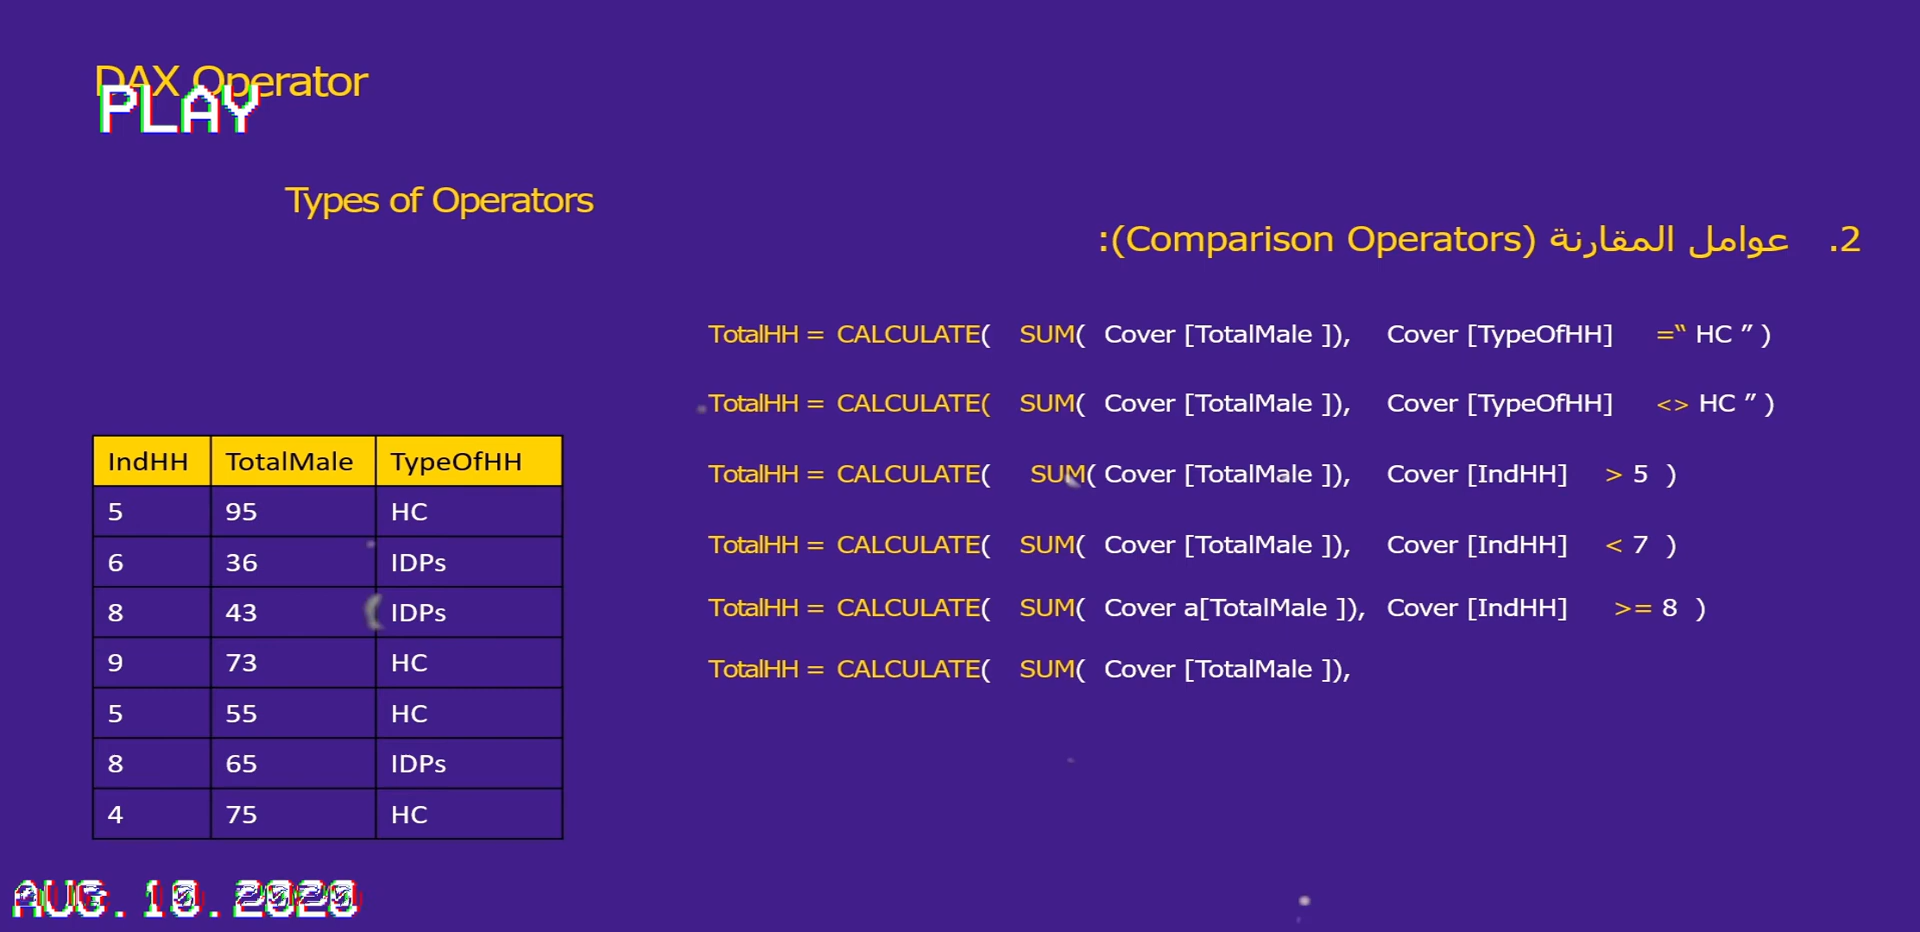 DAX Operator
PLAY
Types of Operators
2. عوامل المقارنة (Comparison Operators):
TotalHH = CALCULATE( SUM( Cover [TotalMale ]), Cover [TypeOfHH] =“ HC ” )
TotalHH = CALCULATE( SUM( Cover [TotalMale ]), Cover [TypeOfHH] <> HC ” )
TotalHH = CALCULATE( SUM( Cover [TotalMale ]), Cover [IndHH] > 5 )
TotalHH = CALCULATE( SUM( Cover [TotalMale ]), Cover [IndHH] < 7 )
TotalHH = CALCULATE( SUM( Cover a[TotalMale ]), Cover [IndHH] >= 8 )
TotalHH = CALCULATE( SUM( Cover [TotalMale ]),
IndHH TotalMale TypeOfHH
5 95 HC
6 36 IDPs
8 43 IDPs
9 73 HC
5 55 HC
8 65 IDPs
4 75 HC
AUG.10.2020